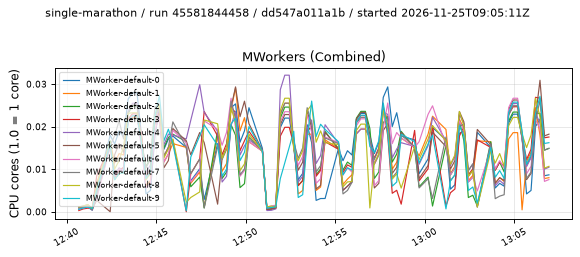 single-marathon / run 45581844458 / dd547a011a1b / started 2026-11-25T09:05:11Z
MWorkers (Combined)
CPU cores (1.0 = 1 core)
0.03
0.02
0.01
0.00
MWorker-default-0
MWorker-default-1
MWorker-default-2
MWorker-default-3
MWorker-default-4
MWorker-default-5
MWorker-default-6
MWorker-default-7
MWorker-default-8
MWorker-default-9
12:40
12:45
12:50
12:55
13:00
13:05